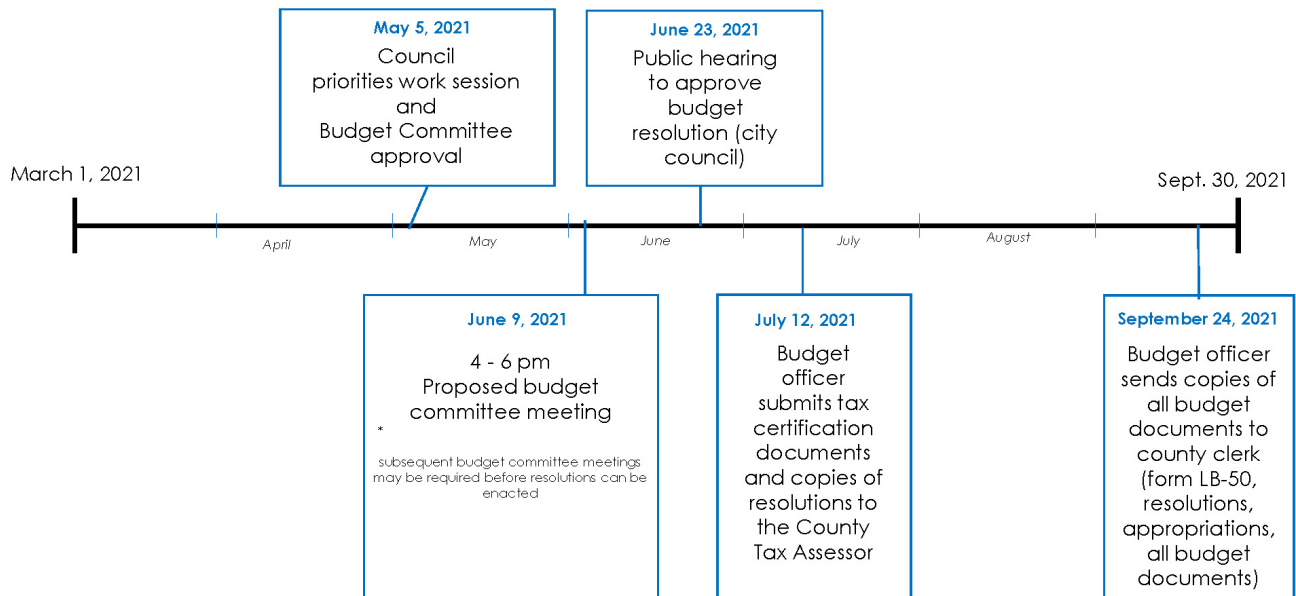 May 5, 2021
Council
priorities work session
and
Budget Committee
approval
June 23, 2021
Public hearing
to approve
budget
resolution (city
council)
March 1, 2021
Sept. 30, 2021
April
May
June
July
August
June 9, 2021
4 - 6 pm
Proposed budget
committee meeting
*
subsequent budget committee meetings
may be required before resolutions can be
enacted
July 12, 2021
Budget
officer
submits tax
certification
documents
and copies of
resolutions to
the County
Tax Assessor
September 24, 2021
Budget officer
sends copies of
all budget
documents to
county clerk
(form LB-50,
resolutions,
appropriations,
all budget
documents)